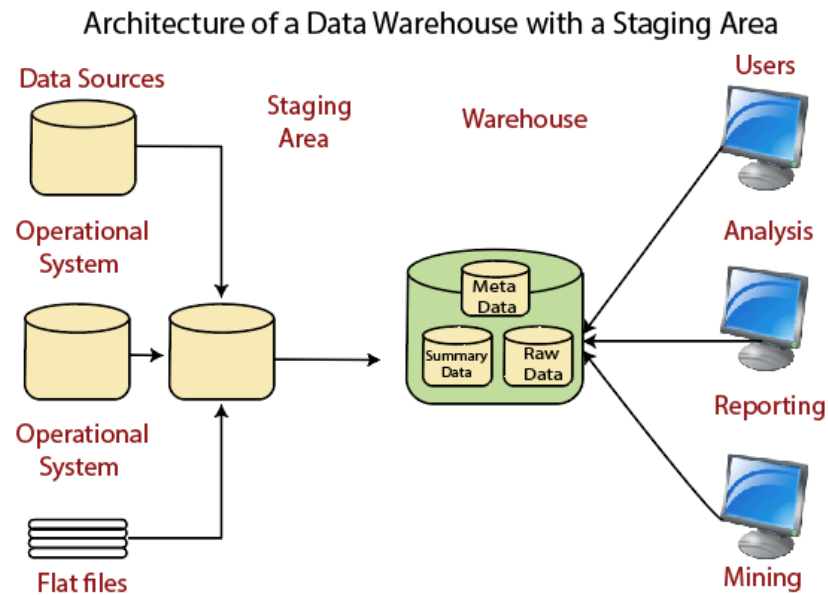 Architecture of a Data Warehouse with a Staging Area
Data Sources
Operational
System
Operational
System
Flat files
Staging
Area
Warehouse
Meta
Data
Summary
Data
Raw
Data
Users
Analysis
Reporting
Mining